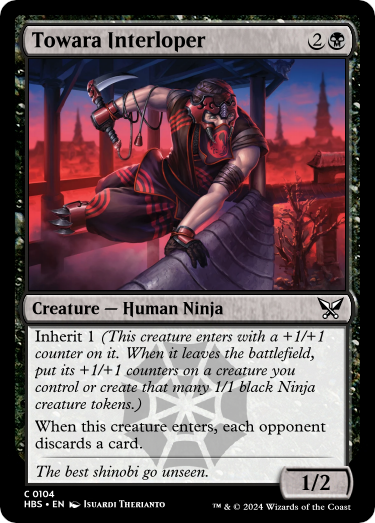 Towara Interloper 2
Creature — Human Ninja
Inherit 1 (This creature enters with a +1/+1
counter on it. When it leaves the battlefield,
put its +1/+1 counters on a creature you
control or create that many 1/1 black Ninja
creature tokens.)
When this creature enters, each opponent
discards a card.
The best shinobi go unseen.
1/2
C 0104
HBS • EN Isuardi Therianto
™ & © 2024 Wizards of the Coast